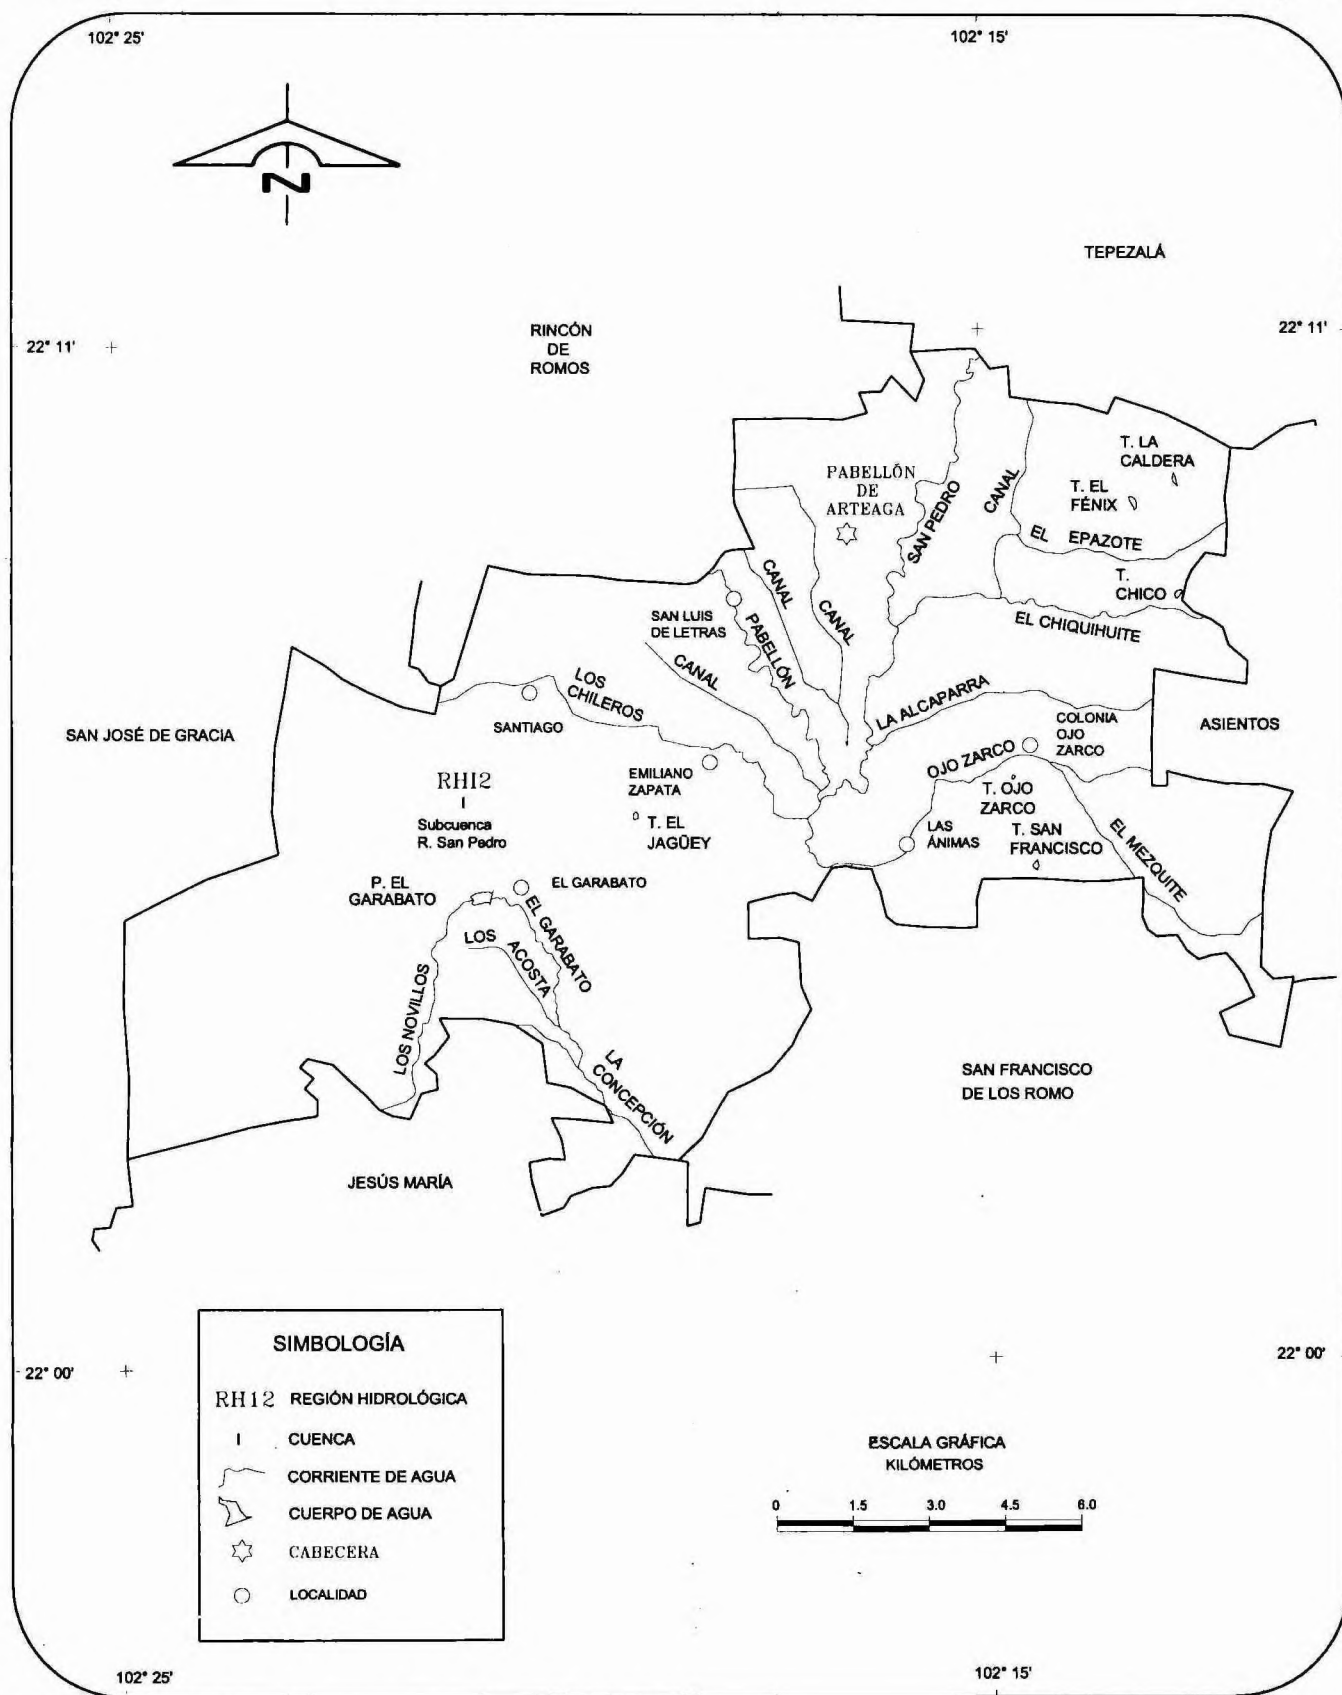 102° 25'
102° 15'
N
TEPEZALÁ
22° 11'
RINCÓN
DE
ROMOS
22° 11'
T. LA
CALDERA
PABELLÓN
DE
ARTEAGA
T. EL
FÉNIX
SAN PEDRO
CANAL
EL EPAZOTE
T.
CHICO
CANAL
CANAL
SAN LUIS
DE LETRAS
PABELLÓN
EL CHIQUIHUITE
CANAL
LOS
CHILEROS
LA ALCAPARRA
SAN JOSÉ DE GRACIA
SANTIAGO
COLONIA
OJO
ZARCO
ASIENTOS
OJO ZARCO
RH12
I
Subcuenca
R. San Pedro
EMILIANO
ZAPATA
T. OJO
ZARCO
T. EL
JAGÜEY
LAS
ÁNIMAS
T. SAN
FRANCISCO
EL MEZQUITE
P. EL
GARABATO
EL GARABATO
EL GARABATO
LOS ACOSTA
LOS NOVILLOS
LA
CONCEPCIÓN
SAN FRANCISCO
DE LOS ROMO
JESÚS MARÍA
SIMBOLOGÍA
RH12 REGIÓN HIDROLÓGICA
I CUENCA
CORRIENTE DE AGUA
CUERPO DE AGUA
CABECERA
LOCALIDAD
22° 00'
22° 00'
ESCALA GRÁFICA
KILÓMETROS
0 1.5 3.0 4.5 6.0
102° 25'
102° 15'